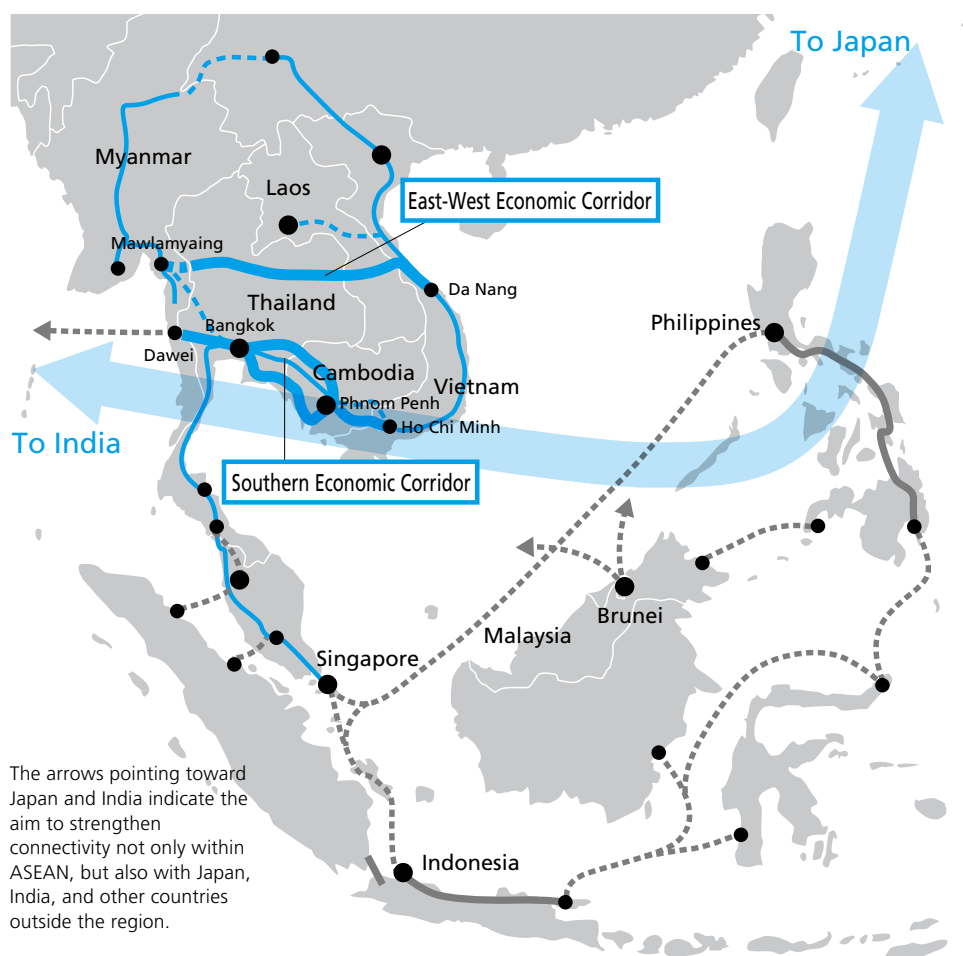 To Japan
Myanmar
Laos
East-West Economic Corridor
Mawlamyaing
Da Nang
Thailand
Bangkok
Philippines
Dawei
Cambodia
Vietnam
Phnom Penh
Ho Chi Minh
To India
Southern Economic Corridor
Brunei
Malaysia
Singapore
The arrows pointing toward
Japan and India indicate the
aim to strengthen
connectivity not only within
ASEAN, but also with Japan,
India, and other countries
outside the region.
Indonesia